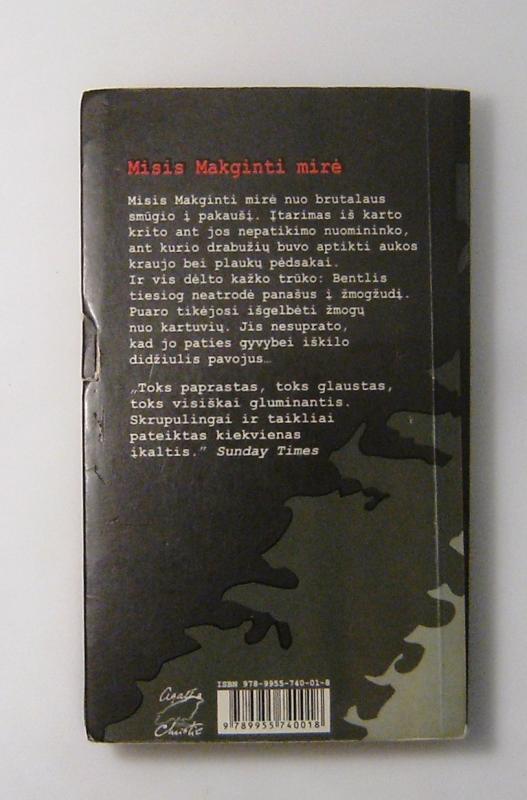 Misis Makginti mirė
Misis Makginti mirė nuo brutalaus
smūgio į pakaušį. Įtarimas iš karto
krito ant jos nepatikimo nuomininko,
ant kurio drabužių buvo aptikti aukos
kraujo bei plaukų pėdsakai.
Ir vis dėlto kažko trūko: Bentlis
tiesiog neatrodė panašus į žmogžudį.
Puaro tikėjosi išgelbėti žmogų
nuo kartuvių. Jis nesuprato,
kad jo paties gyvybei iškilo
didžiulis pavojus…
„Toks paprastas, toks glaustas,
toks visiškai gluminantis.
Skrupulingai ir taikliai
pateiktas kiekvienas
įkaltis.” Sunday Times
ISBN 978-9955-740-01-8
Agatha
Christie
9 789955 740018